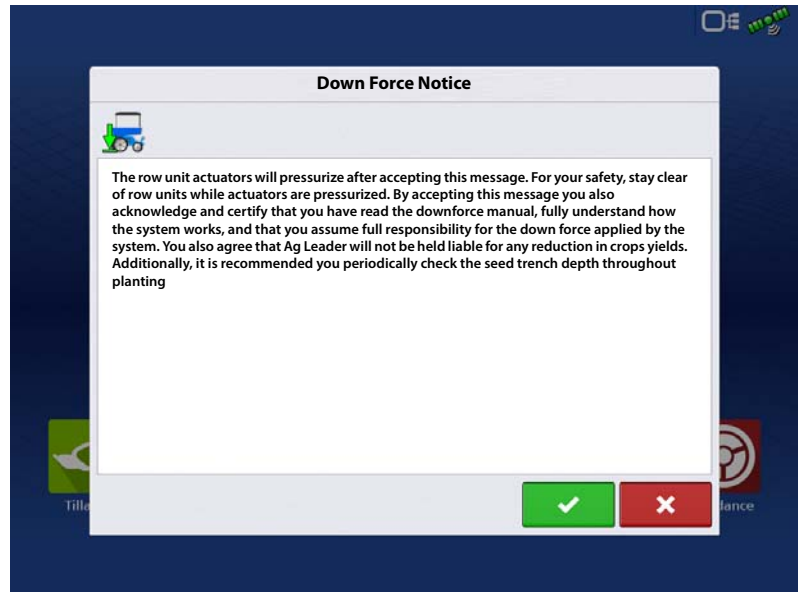 Down Force Notice
The row unit actuators will pressurize after accepting this message. For your safety, stay clear
of row units while actuators are pressurized. By accepting this message you also
acknowledge and certify that you have read the downforce manual, fully understand how
the system works, and that you assume full responsibility for the down force applied by the
system. You also agree that Ag Leader will not be held liable for any reduction in crops yields.
Additionally, it is recommended you periodically check the seed trench depth throughout
planting
Tilla
dance